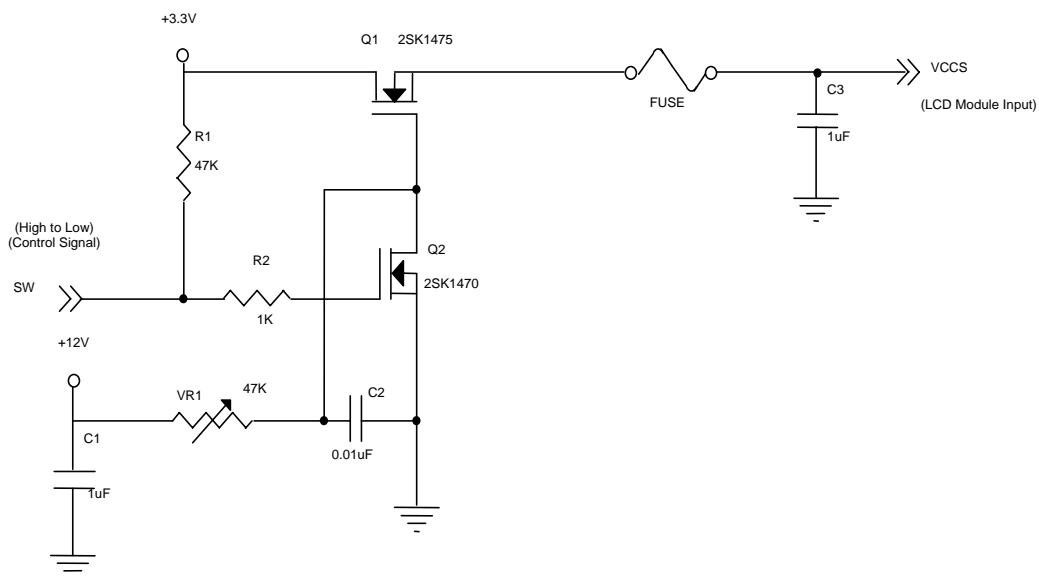 +3.3V
Q1 2SK1475
VCCS
C3
FUSE
(LCD Module Input)
R1
1uF
47K
(High to Low)
(Control Signal)
Q2
R2
2SK1470
SW
1K
+12V
VR1
47K
C2
C1
0.01uF
1uF